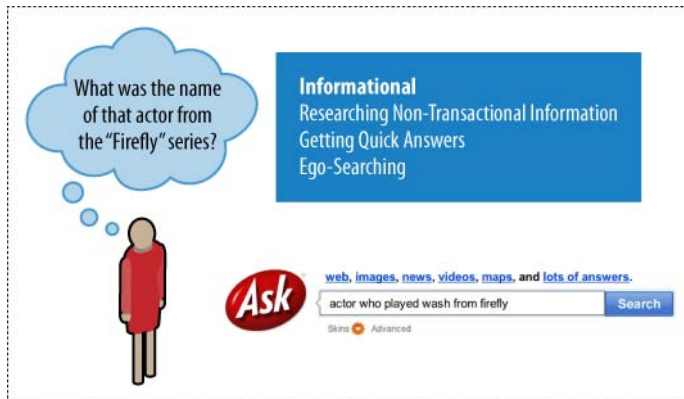 What was the name
of that actor from
the “Firefly” series?
Informational
Researching Non-Transactional Information
Getting Quick Answers
Ego-Searching
Ask
web, images, news, videos, maps, and lots of answers.
actor who played wash from firefly
Search
Skins Advanced